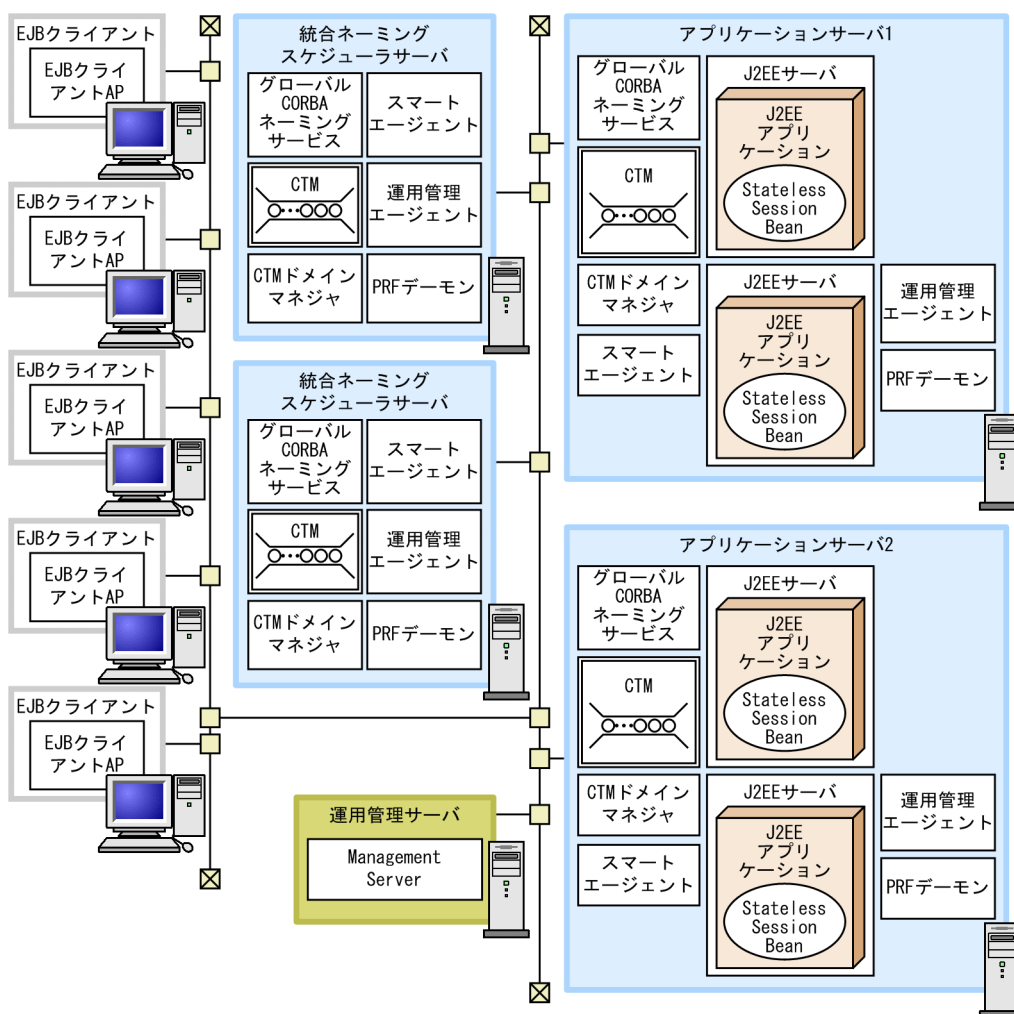 EJBクライアント
EJBクライ
アントAP
EJBクライアント
EJBクライ
アントAP
EJBクライアント
EJBクライ
アントAP
EJBクライアント
EJBクライ
アントAP
EJBクライアント
EJBクライ
アントAP
統合ネーミング
スケジューラサーバ
グローバル
CORBA
ネーミング
サービス
スマート
エージェント
CTM
運用管理
エージェント
CTMドメイン
マネジャ
PRFデーモン
統合ネーミング
スケジューラサーバ
グローバル
CORBA
ネーミング
サービス
スマート
エージェント
CTM
運用管理
エージェント
CTMドメイン
マネジャ
PRFデーモン
運用管理サーバ
Management
Server
アプリケーションサーバ1
グローバル
CORBA
ネーミング
サービス
J2EEサーバ
J2EE
アプリ
ケーション
Stateless
Session
Bean
CTM
CTMドメイン
マネジャ
スマート
エージェント
J2EEサーバ
J2EE
アプリ
ケーション
Stateless
Session
Bean
運用管理
エージェント
PRFデーモン
アプリケーションサーバ2
グローバル
CORBA
ネーミング
サービス
J2EEサーバ
J2EE
アプリ
ケーション
Stateless
Session
Bean
CTM
CTMドメイン
マネジャ
スマート
エージェント
J2EEサーバ
J2EE
アプリ
ケーション
Stateless
Session
Bean
運用管理
エージェント
PRFデーモン